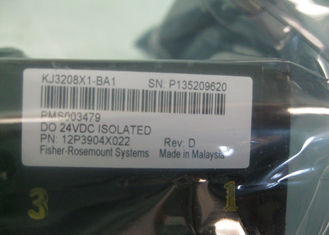 KJ3208X1-BA1 SN: P135209620
PMS003479
DO 24VDC ISOLATED
PN: 12P3904X022 Rev: D
Fisher-Rosemount Systems Made in Malaysia
3 1